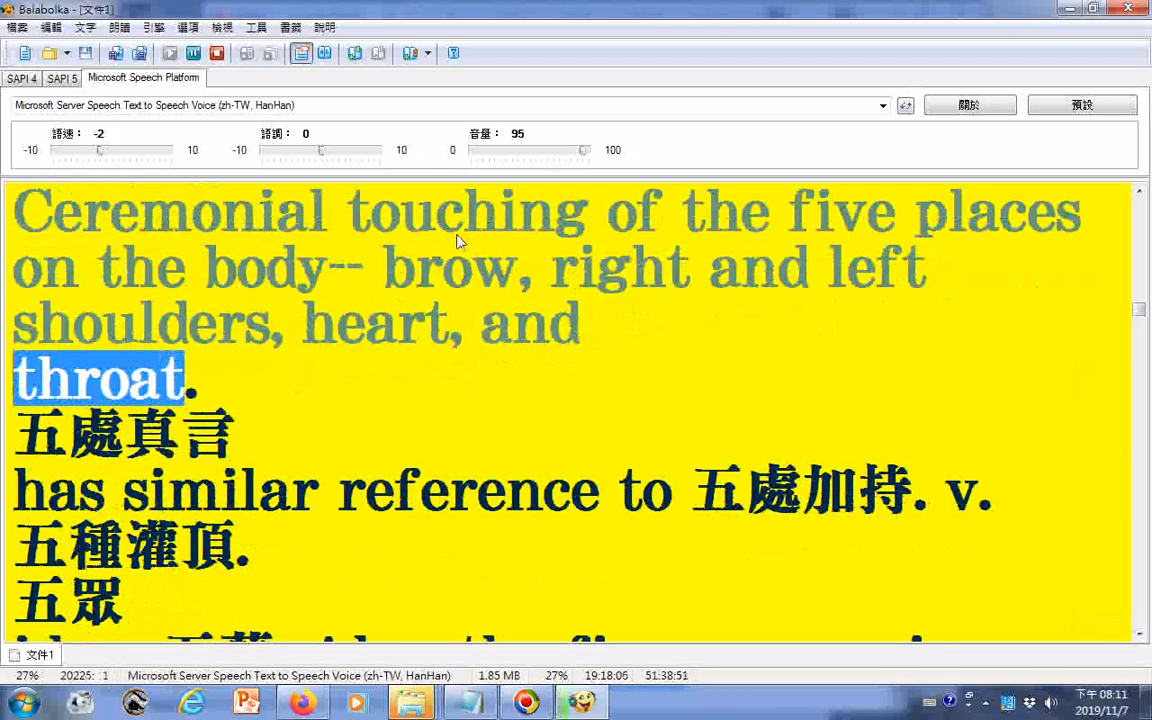 Balabolka - [文件1]
檔案 編輯 文字 朗讀 引擎 選項 檢視 工具 書籤 說明
SAPI 4 SAPI 5 Microsoft Speech Platform
Microsoft Server Speech Text to Speech Voice (zh-TW, HanHan) 關於 預設
語速： -2 語調： 0 音量： 95
-10 10 -10 10 0 100
Ceremonial touching of the five places
on the body-- brow, right and left
shoulders, heart, and
throat.
五處真言
has similar reference to 五處加持. v.
五種灌頂.
五眾
文件1
27% 20225: 1 Microsoft Server Speech Text to Speech Voice (zh-TW, HanHan) 1.85 MB 27% 19:18:06 51:38:51
下午 08:11
2019/11/7